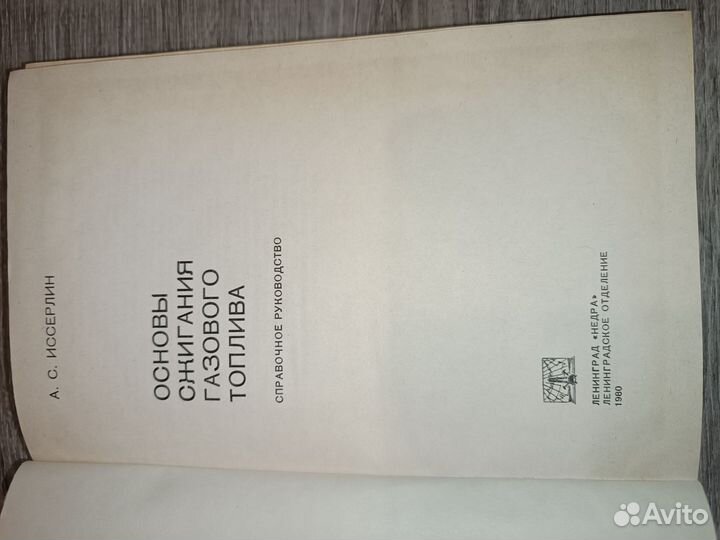 А. С. ИССЕРЛИН
ОСНОВЫ
СЖИГАНИЯ
ГАЗОВОГО
ТОПЛИВА
СПРАВОЧНОЕ РУКОВОДСТВО
ЛЕНИНГРАД «НЕДРА»
ЛЕНИНГРАДСКОЕ ОТДЕЛЕНИЕ
1980
Avito